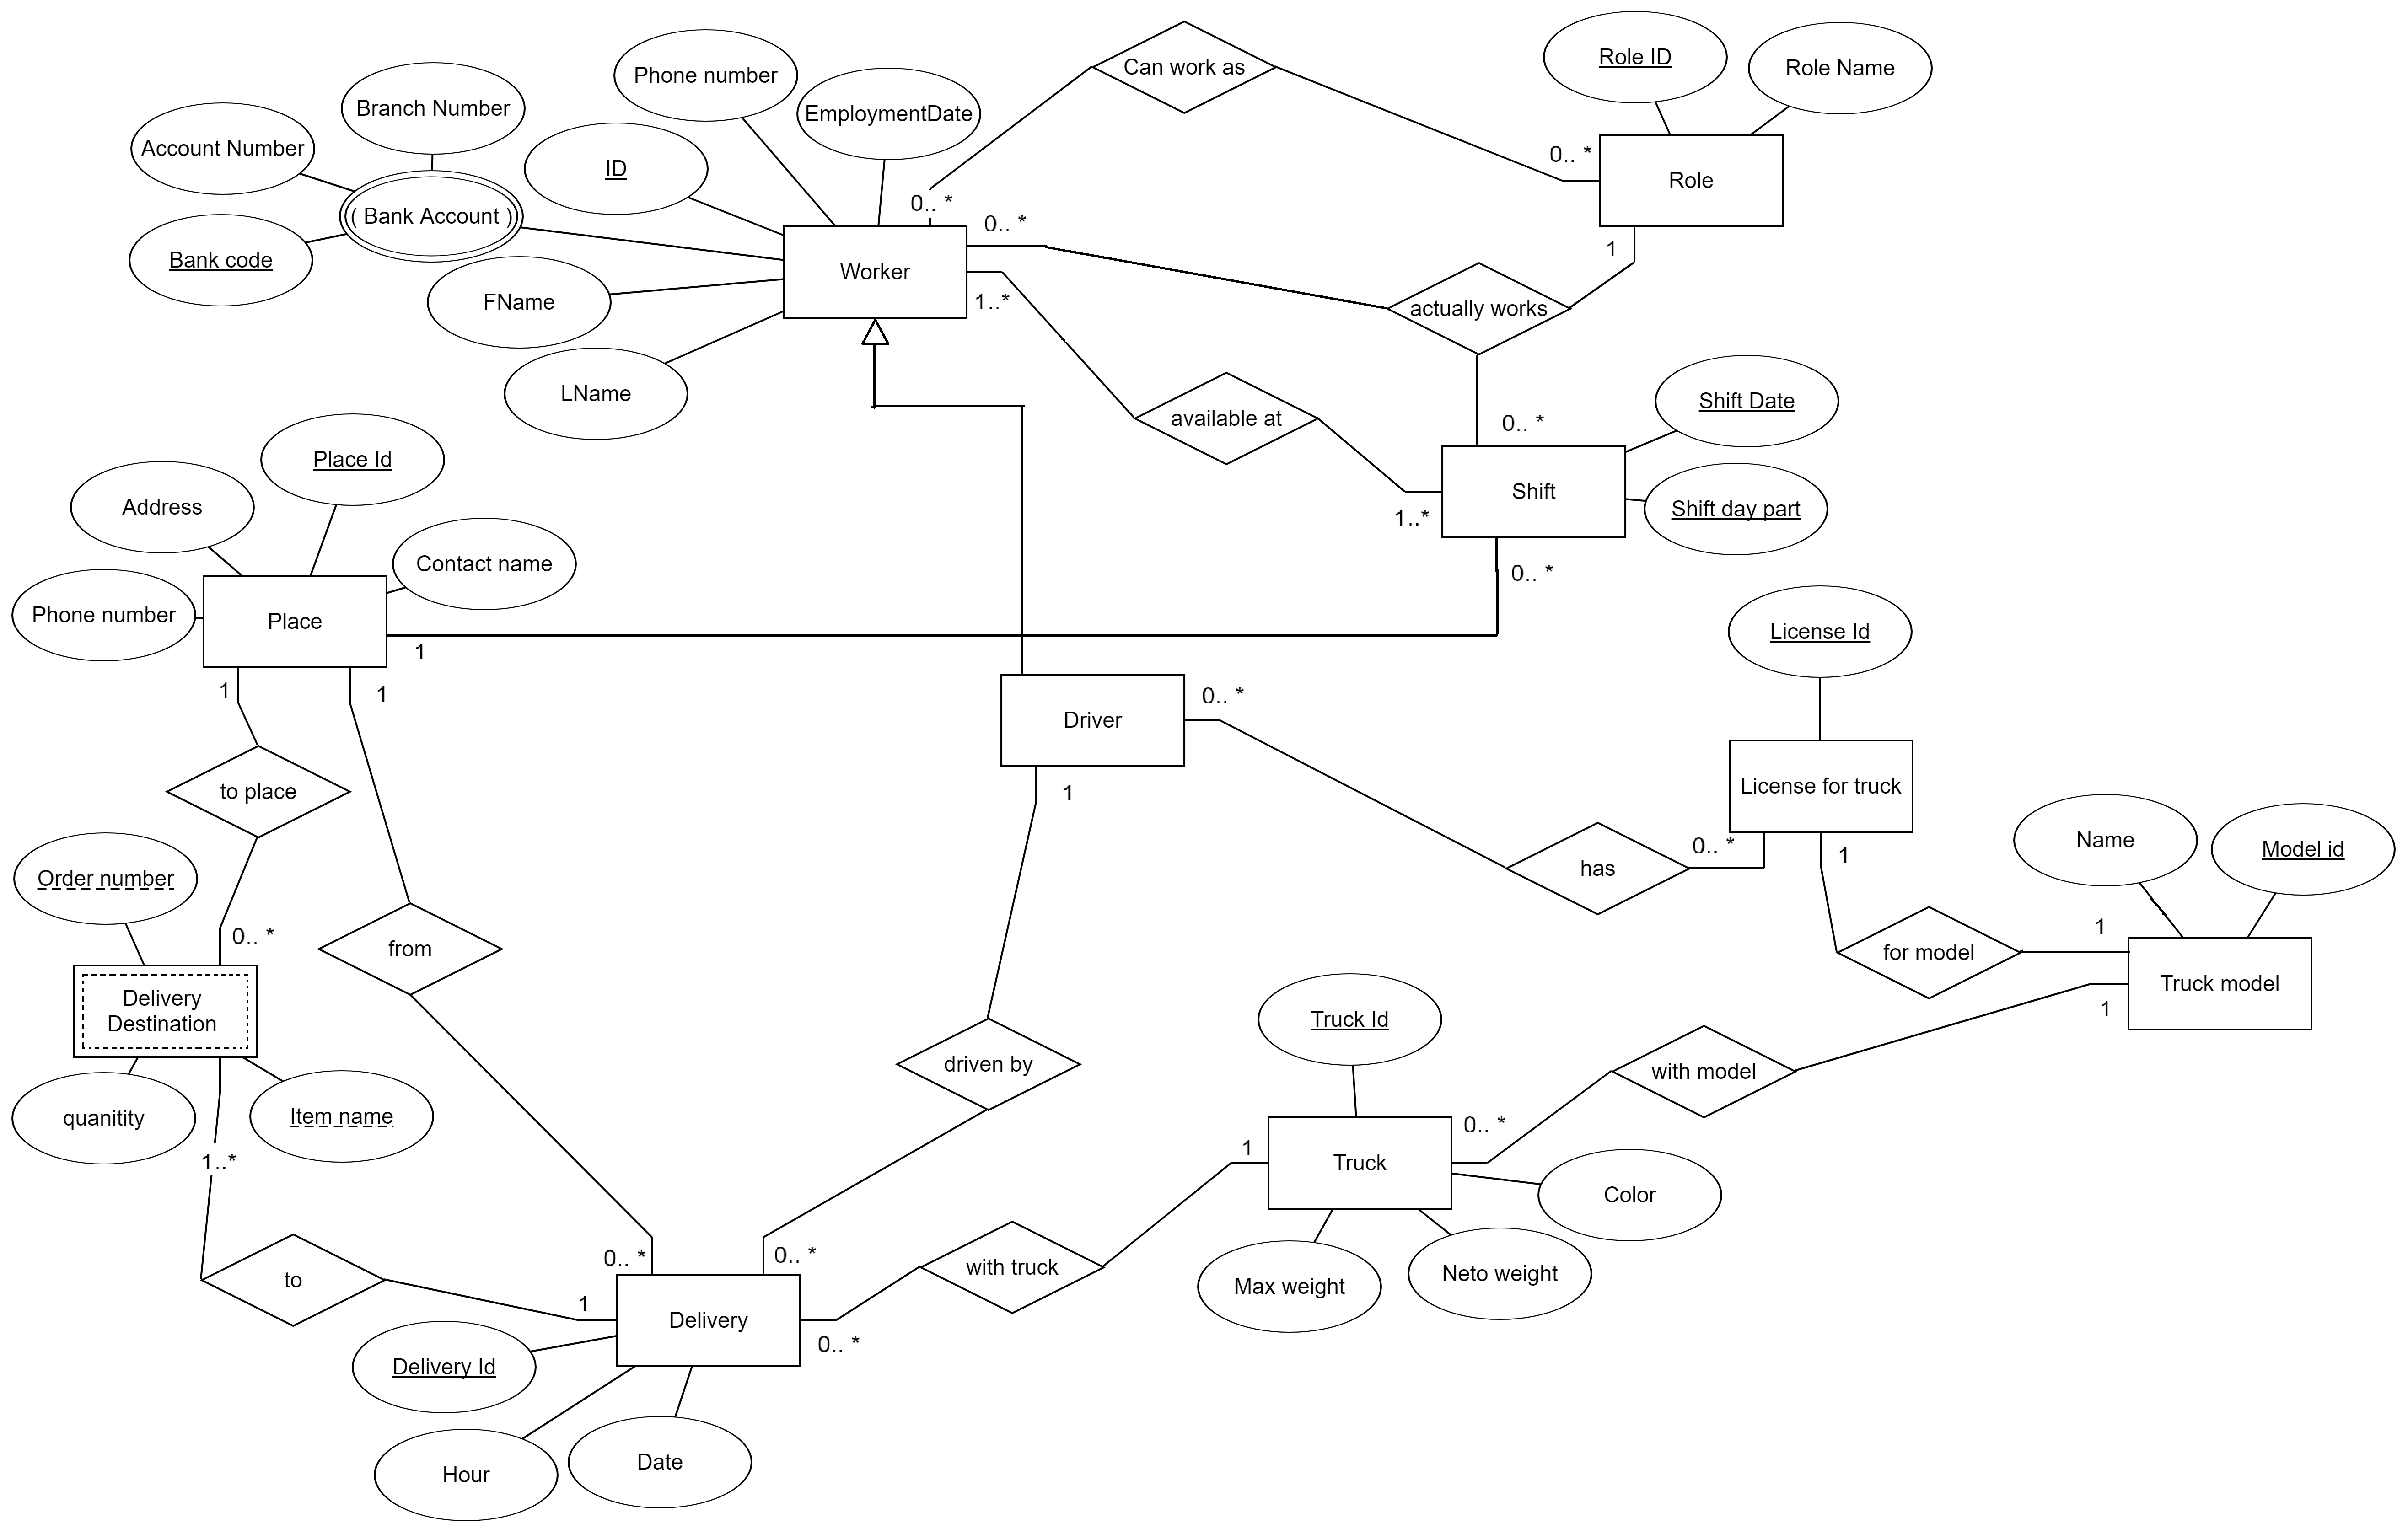 Role ID
Role Name
Can work as
Phone number
EmploymentDate
Branch Number
Account Number
ID
0.. *
Role
( Bank Account )
0.. *
0.. *
1
Bank code
Worker
FName
1..*
actually works
LName
Shift Date
available at
0.. *
Place Id
Shift
Shift day part
Address
1..*
Contact name
0.. *
Phone number
Place
1
License Id
1
1
0.. *
Driver
to place
1
License for truck
Order number
0.. *
1
Name
Model id
has
0.. *
from
1
for model
Delivery
Destination
Truck model
1
Truck Id
driven by
with model
quanitity
Item name
0.. *
1..*
1
Truck
Color
0.. *
0.. *
with truck
Neto weight
to
Max weight
1
Delivery
0.. *
Delivery Id
Hour
Date